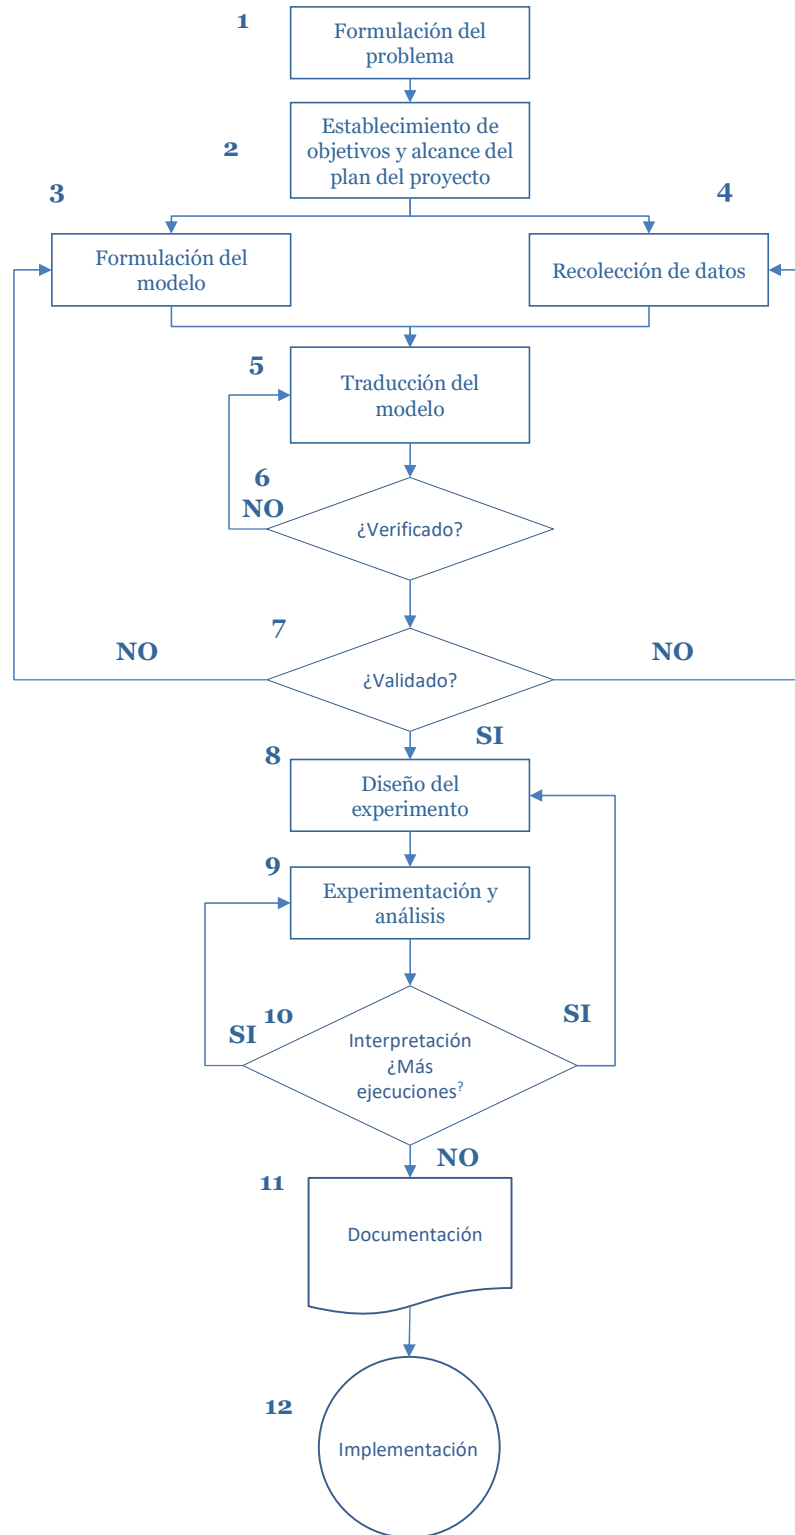 1
Formulación del
problema
2
Establecimiento de
objetivos y alcance del
plan del proyecto
3
4
Formulación del
modelo
Recolección de datos
5
Traducción del
modelo
6
NO
¿Verificado?
7
NO
NO
¿Validado?
SI
8
Diseño del
experimento
9
Experimentación y
análisis
10
SI
SI
Interpretación
¿Más
ejecuciones?
NO
11
Documentación
12
Implementación